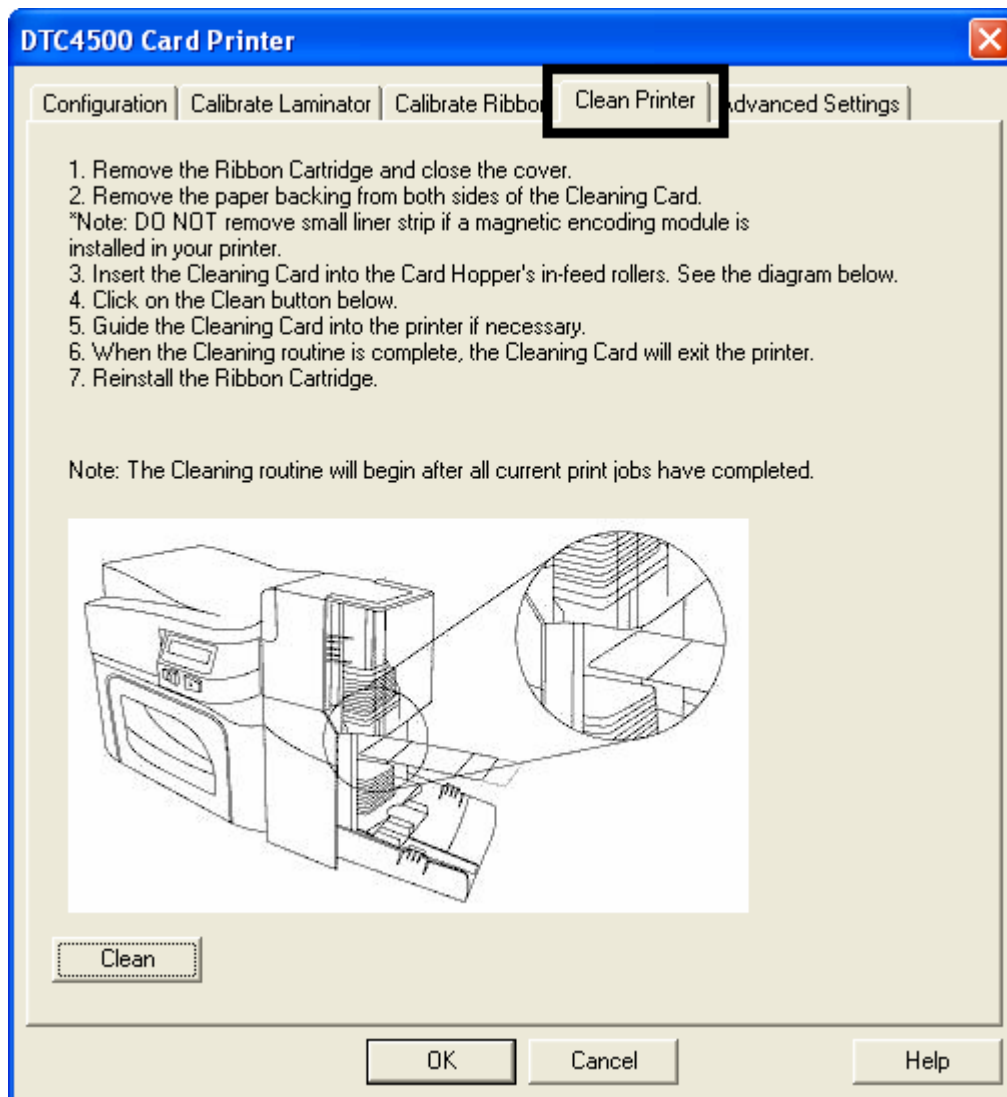 DTC4500 Card Printer
Configuration Calibrate Laminator Calibrate Ribbon Clean Printer Advanced Settings
1. Remove the Ribbon Cartridge and close the cover.
2. Remove the paper backing from both sides of the Cleaning Card.
*Note: DO NOT remove small liner strip if a magnetic encoding module is
installed in your printer.
3. Insert the Cleaning Card into the Card Hopper's in-feed rollers. See the diagram below.
4. Click on the Clean button below.
5. Guide the Cleaning Card into the printer if necessary.
6. When the Cleaning routine is complete, the Cleaning Card will exit the printer.
7. Reinstall the Ribbon Cartridge.
Note: The Cleaning routine will begin after all current print jobs have completed.
Clean
OK Cancel Help